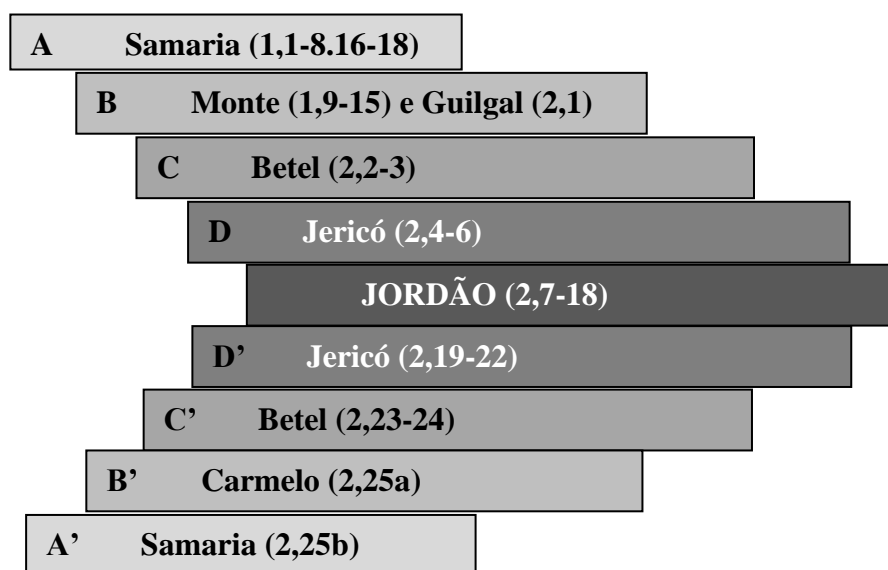 A Samaria (1,1-8.16-18)
B Monte (1,9-15) e Guilgal (2,1)
C Betel (2,2-3)
D Jericó (2,4-6)
JORDÃO (2,7-18)
D’ Jericó (2,19-22)
C’ Betel (2,23-24)
B’ Carmelo (2,25a)
A’ Samaria (2,25b)